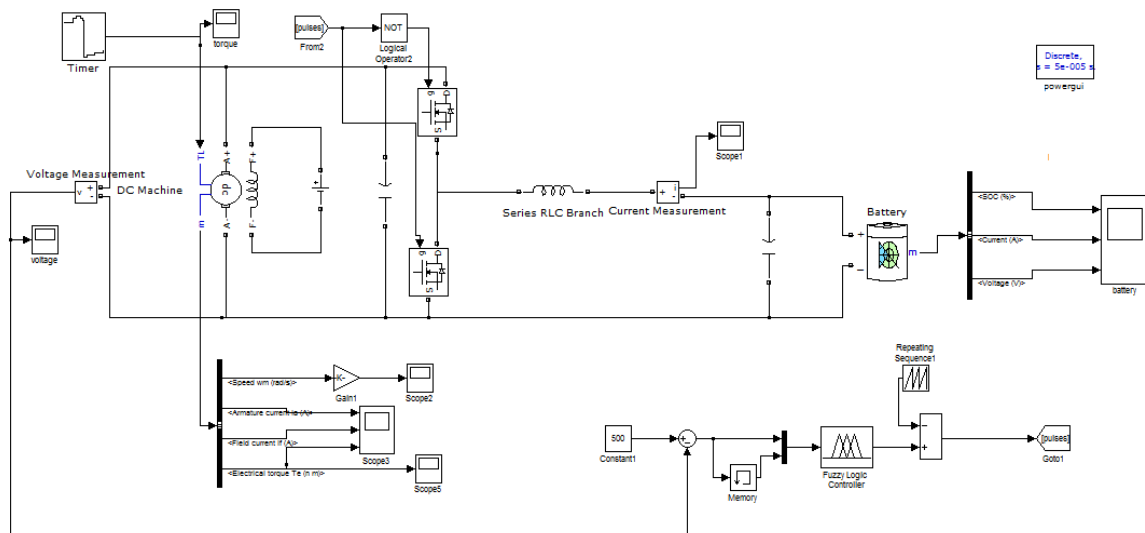 Timer
torque
[pulses]
From2
NOT
Logical
Operator2
Discrete,
s = 5e-005 s.
powergui
g
D
S
Scope1
TL
A+
F+
Voltage Measurement
DC Machine
v
+
-
dc
m
A-
F-
+
voltage
Series RLC Branch
+
-
i
Current Measurement
g
D
S
Battery
+
m
–
<SOC (%)>
<Current (A)>
<Voltage (V)>
battery
<Speed wm (rad/s)>
-K-
Gain1
Scope2
<Armature current ia (A)>
<Field current if (A)>
Scope3
<Electrical torque Te (n m)>
Scope5
Repeating
Sequence1
500
Constant1
+
–
Memory
Fuzzy Logic
Controller
–
+
[pulses]
Goto1